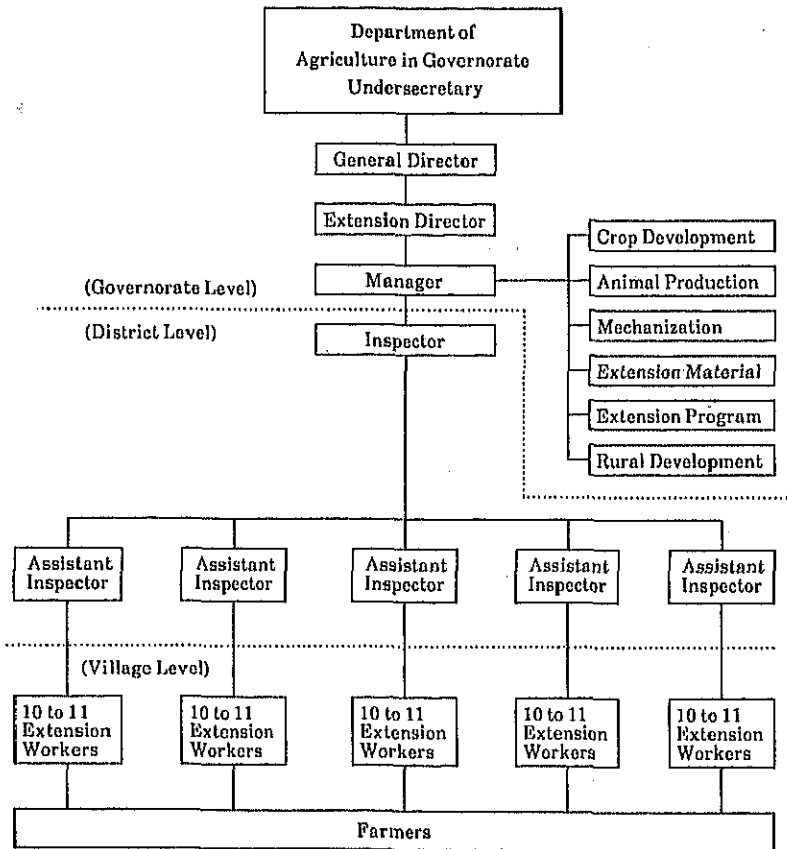 Department of
Agriculture in Governorate
Undersecretary
General Director
Extension Director
Crop Development
(Governorate Level)
Manager
Animal Production
(District Level)
Inspector
Mechanization
Extension Material
Extension Program
Rural Development
Assistant
Inspector
Assistant
Inspector
Assistant
Inspector
Assistant
Inspector
Assistant
Inspector
(Village Level)
10 to 11
Extension
Workers
10 to 11
Extension
Workers
10 to 11
Extension
Workers
10 to 11
Extension
Workers
10 to 11
Extension
Workers
Farmers